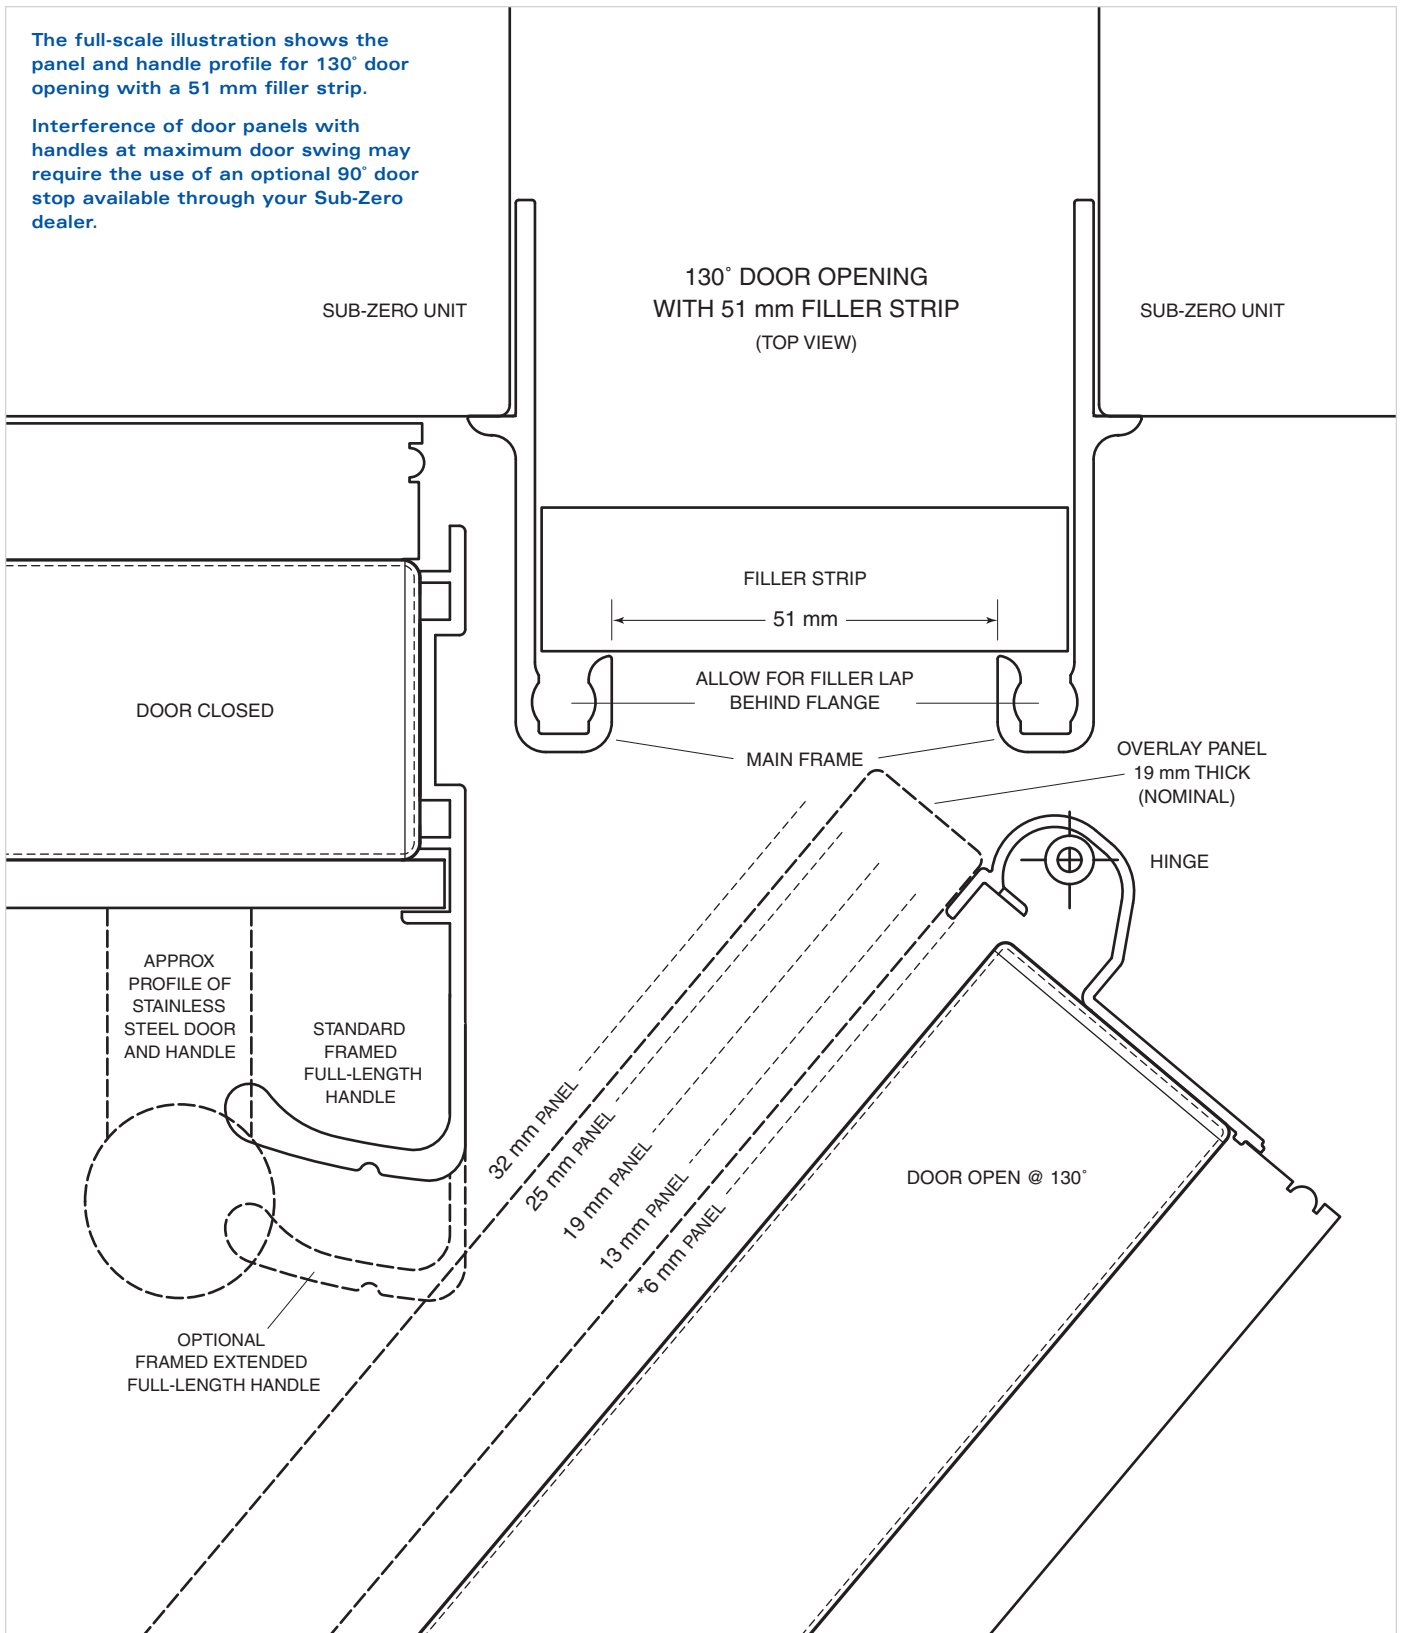 The full-scale illustration shows the
panel and handle profile for 130˚ door
opening with a 51 mm filler strip.
Interference of door panels with
handles at maximum door swing may
require the use of an optional 90˚ door
stop available through your Sub-Zero
dealer.
130˚ DOOR OPENING
WITH 51 mm FILLER STRIP
(TOP VIEW)
SUB-ZERO UNIT
SUB-ZERO UNIT
FILLER STRIP
51 mm
ALLOW FOR FILLER LAP
BEHIND FLANGE
DOOR CLOSED
MAIN FRAME
OVERLAY PANEL
19 mm THICK
(NOMINAL)
HINGE
APPROX
PROFILE OF
STAINLESS
STEEL DOOR
AND HANDLE
STANDARD
FRAMED
FULL-LENGTH
HANDLE
32 mm PANEL
25 mm PANEL
19 mm PANEL
13 mm PANEL
*6 mm PANEL
DOOR OPEN @ 130˚
OPTIONAL
FRAMED EXTENDED
FULL-LENGTH HANDLE